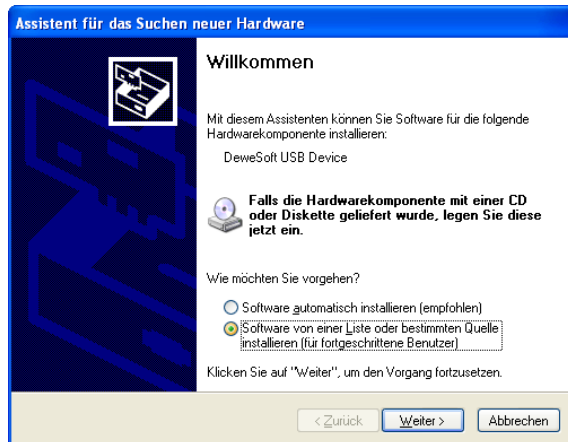 Assistent für das Suchen neuer Hardware
Willkommen
Mit diesem Assistenten können Sie Software für die folgende
Hardwarekomponente installieren:
DeweSoft USB Device
Falls die Hardwarekomponente mit einer CD
oder Diskette geliefert wurde, legen Sie diese
jetzt ein.
Wie möchten Sie vorgehen?
Software automatisch installieren (empfohlen)
Software von einer Liste oder bestimmten Quelle
installieren (für fortgeschrittene Benutzer)
Klicken Sie auf "Weiter", um den Vorgang fortzusetzen.
< Zurück Weiter > Abbrechen